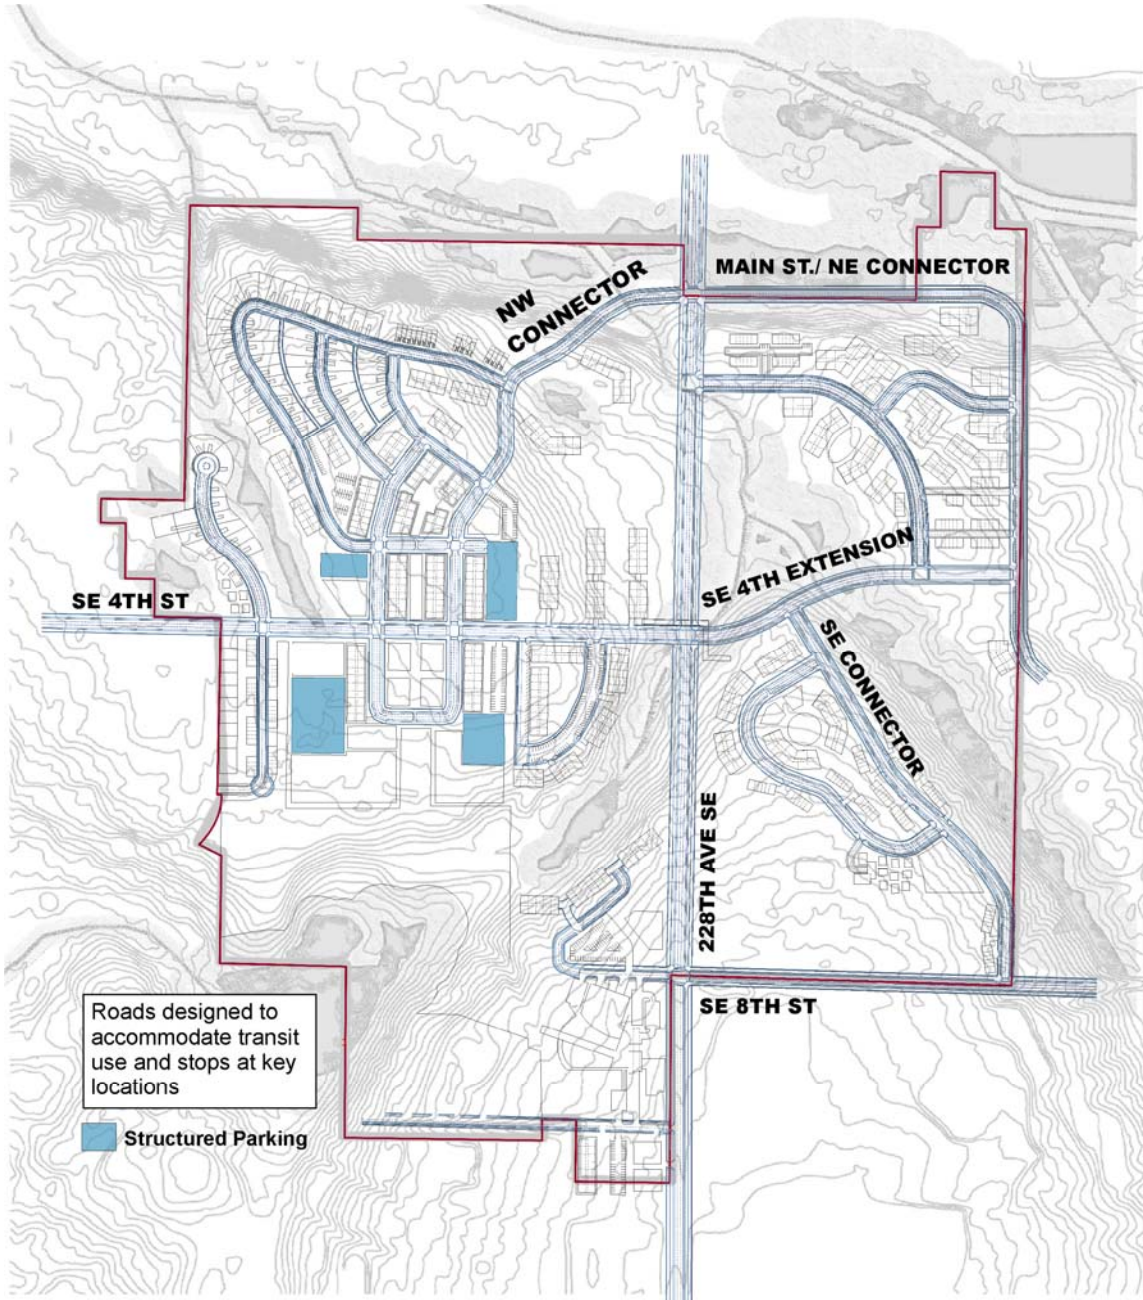 MAIN ST./ NE CONNECTOR
NW
CONNECTOR
SE 4TH EXTENSION
SE 4TH ST
SE CONNECTOR
228TH AVE SE
SE 8TH ST
Roads designed to
accommodate transit
use and stops at key
locations
Structured Parking